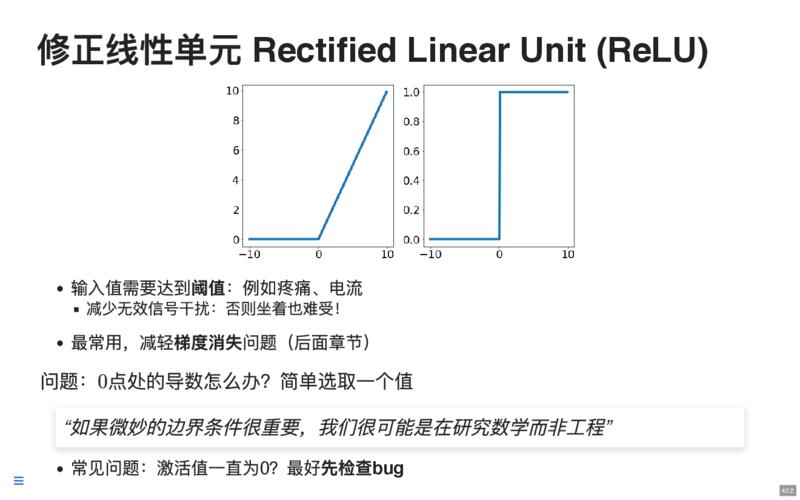 修正线性单元 Rectified Linear Unit (ReLU)
10
8
6
4
2
0
−10 0 10
1.0
0.8
0.6
0.4
0.2
0.0
−10 0 10
• 输入值需要达到阈值：例如疼痛、电流
▪ 减少无效信号干扰：否则坐着也难受！
• 最常用，减轻梯度消失问题（后面章节）
问题：0点处的导数怎么办？简单选取一个值
“如果微妙的边界条件很重要，我们很可能是在研究数学而非工程”
• 常见问题：激活值一直为0？最好先检查bug
42.2